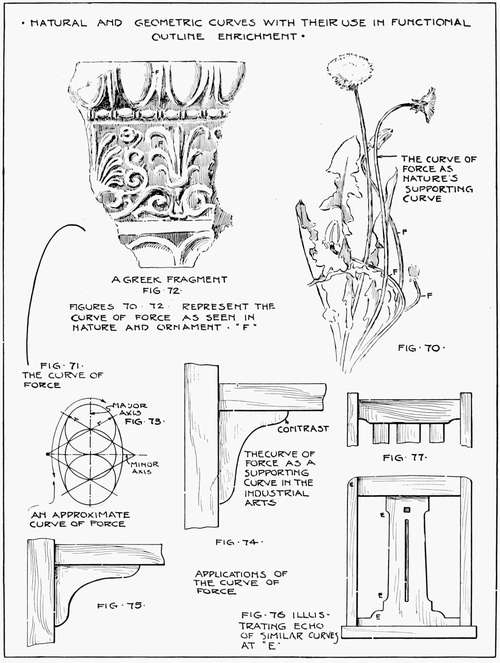 · NATURAL AND GEOMETRIC CURVES WITH THEIR USE IN FUNCTIONAL
OUTLINE ENRICHMENT ·
THE CURVE OF
FORCE AS
NATURE'S
SUPPORTING
CURVE
F
F
F
A GREEK FRAGMENT
FIG · 72 ·
FIGURES 70 · 72 · REPRESENT THE
CURVE OF FORCE AS SEEN IN
NATURE AND ORNAMENT · "F"
FIG · 70 ·
FIG · 71 ·
THE CURVE OF
FORCE
MAJOR
AXIS
FIG · 73 ·
MINOR
AXIS
AN APPROXIMATE
CURVE OF FORCE
CONTRAST
THE CURVE OF
FORCE AS A
SUPPORTING
CURVE IN THE
INDUSTRIAL
ARTS
FIG · 74 ·
FIG · 77 ·
E
E
E
E
FIG · 75 ·
APPLICATIONS OF
THE CURVE OF
FORCE
FIG · 76 ILLUS-
TRATING ECHO
OF SIMILAR CURVES
AT "E"